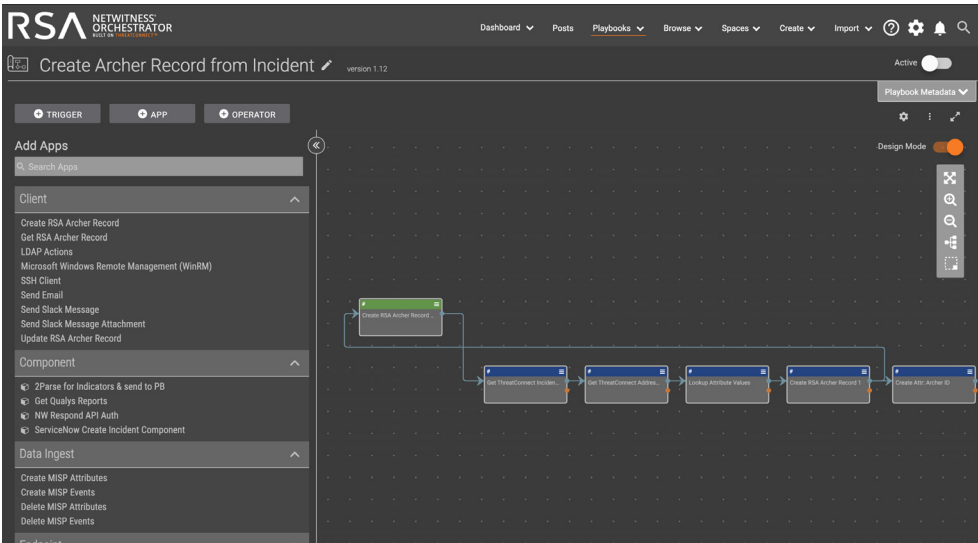 RSA NETWITNESS®
ORCHESTRATOR
BUILT ON THREATCONNECT™
Dashboard Posts Playbooks Browse Spaces Create Import
Create Archer Record from Incident version 1.12
Active
Playbook Metadata
TRIGGER APP OPERATOR
Design Mode
Add Apps
Search Apps
Client
Create RSA Archer Record
Get RSA Archer Record
LDAP Actions
Microsoft Windows Remote Management (WinRM)
SSH Client
Send Email
Send Slack Message
Send Slack Message Attachment
Update RSA Archer Record
Component
2Parse for Indicators & send to PB
Get Qualys Reports
NW Respond API Auth
ServiceNow Create Incident Component
Data Ingest
Create MISP Attributes
Create MISP Events
Delete MISP Attributes
Delete MISP Events
Endpoint
Create RSA Archer Record ...
Get ThreatConnect Inciden...
Get ThreatConnect Addres...
Lookup Attribute Values
Create RSA Archer Record 1
Create Attr: Archer ID